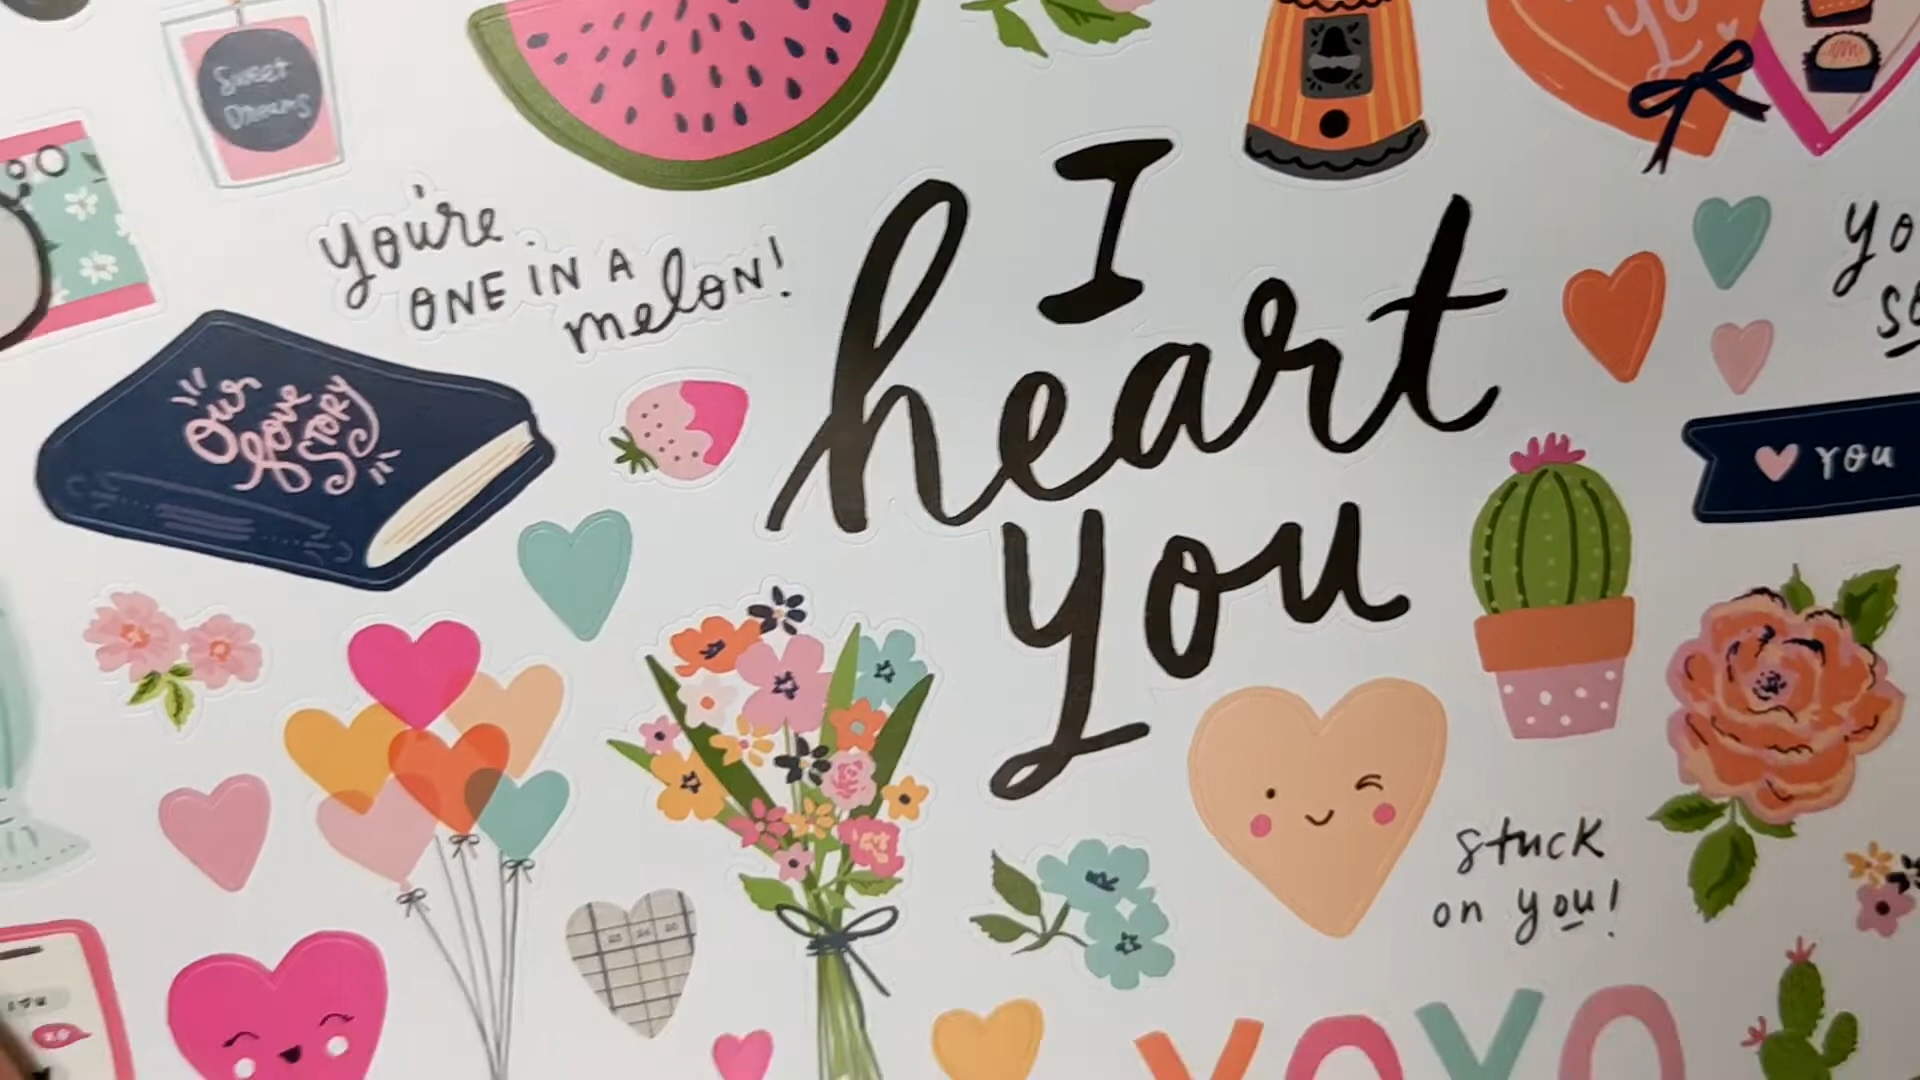 Sweet
Dreams
you're
ONE IN A
melon!
I
heart
you
our
love
STORY
YOU
stuck
on you!
XOXO